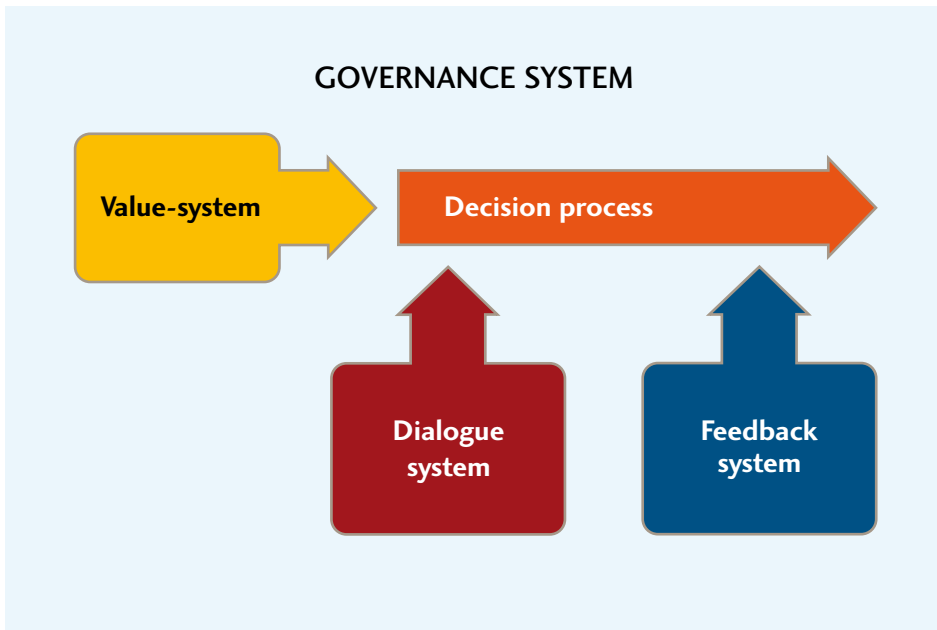 GOVERNANCE SYSTEM
Value-system
Decision process
Dialogue
system
Feedback
system